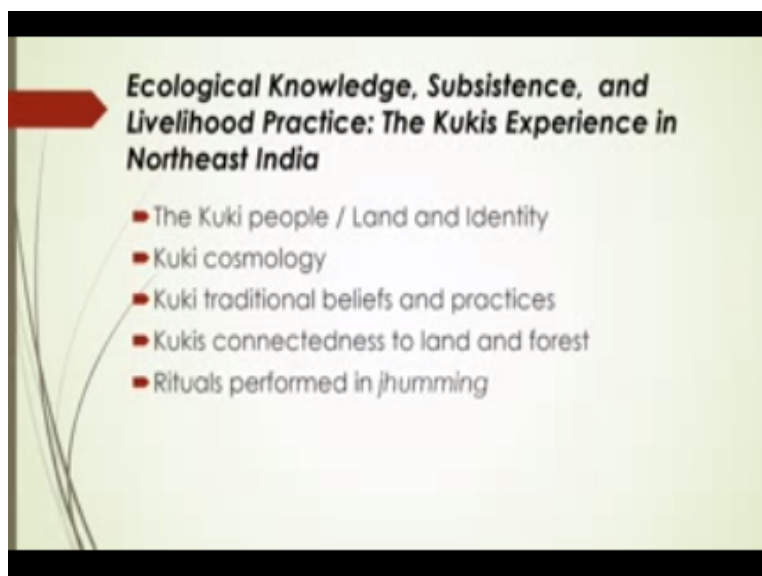 Ecological Knowledge, Subsistence, and
Livelihood Practice: The Kukis Experience in
Northeast India
The Kuki people / Land and Identity
Kuki cosmology
Kuki traditional beliefs and practices
Kukis connectedness to land and forest
Rituals performed in jhumming